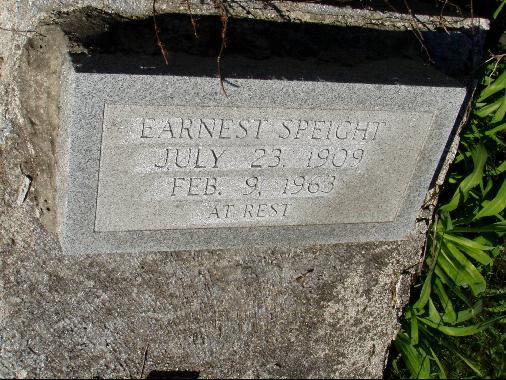 EARNEST SPEIGHT
JULY 23, 1909
FEB. 9, 1963
AT REST